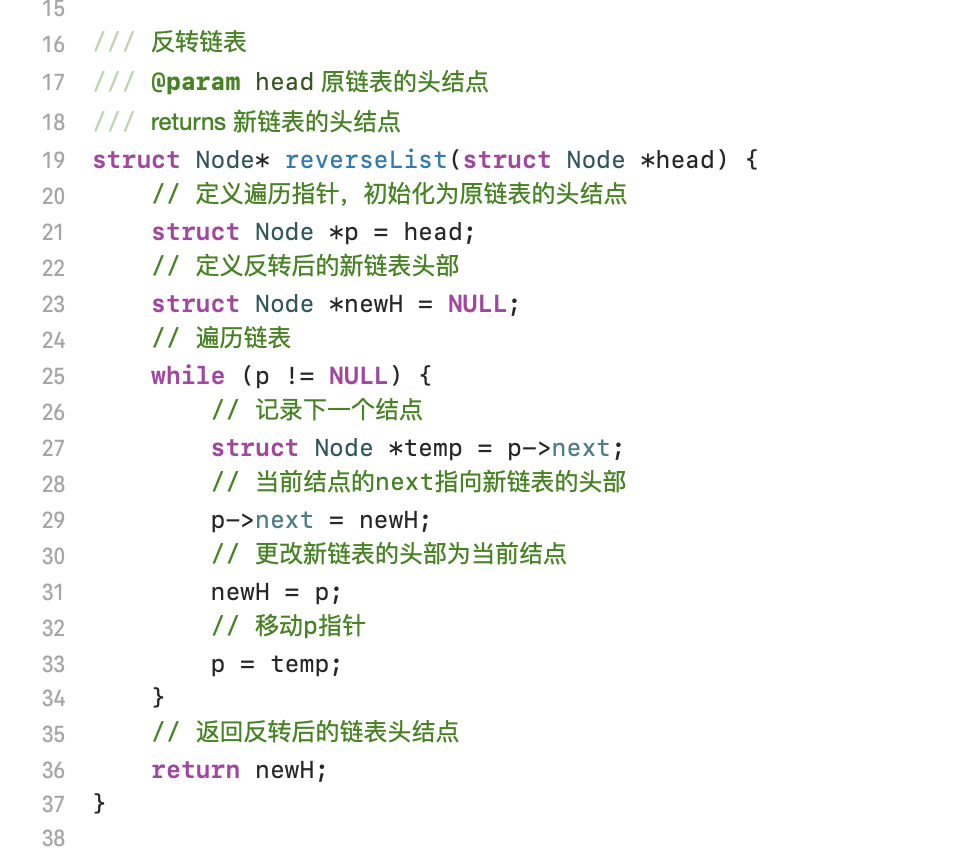 15
16 /// 反转链表
17 /// @param head 原链表的头结点
18 /// returns 新链表的头结点
19 struct Node* reverseList(struct Node *head) {
20     // 定义遍历指针，初始化为原链表的头结点
21     struct Node *p = head;
22     // 定义反转后的新链表头部
23     struct Node *newH = NULL;
24     // 遍历链表
25     while (p != NULL) {
26         // 记录下一个结点
27         struct Node *temp = p->next;
28         // 当前结点的next指向新链表的头部
29         p->next = newH;
30         // 更改新链表的头部为当前结点
31         newH = p;
32         // 移动p指针
33         p = temp;
34     }
35     // 返回反转后的链表头结点
36     return newH;
37 }
38